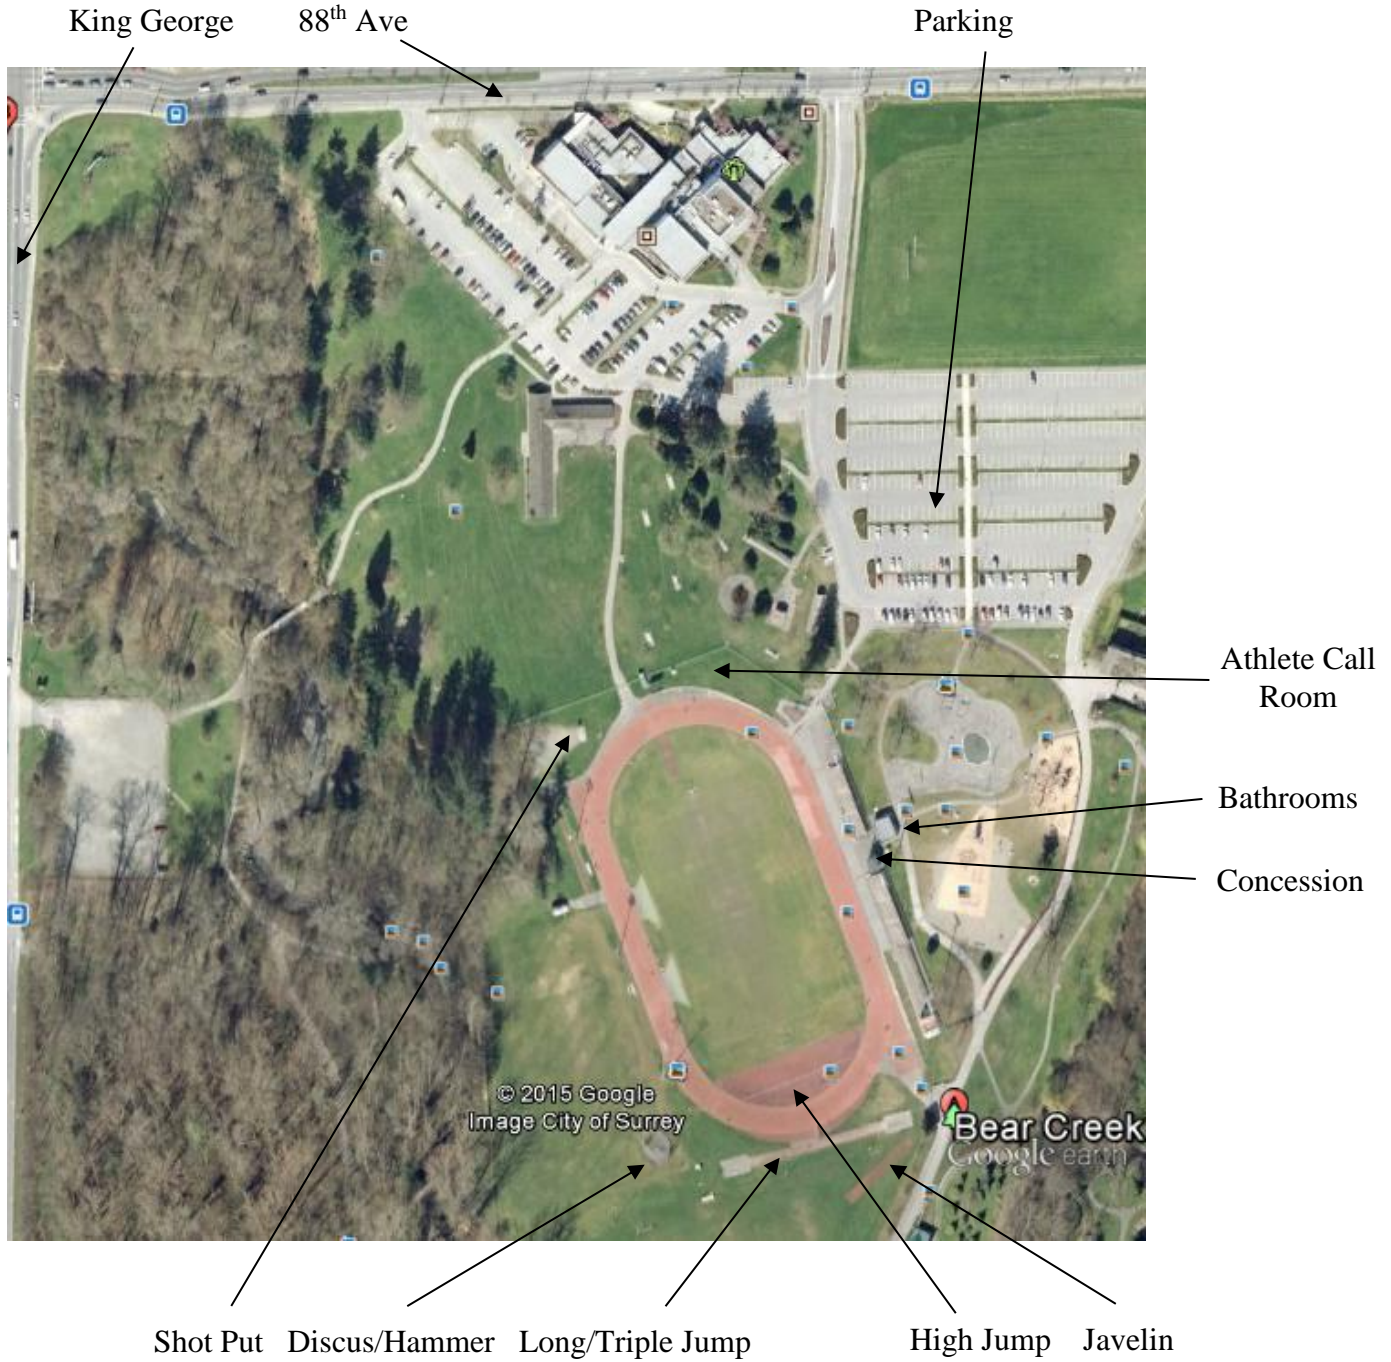 King George
88th Ave
Parking
Athlete Call
Room
Bathrooms
Concession
© 2015 Google
Image City of Surrey
Bear Creek
Google earth
Shot Put
Discus/Hammer
Long/Triple Jump
High Jump
Javelin